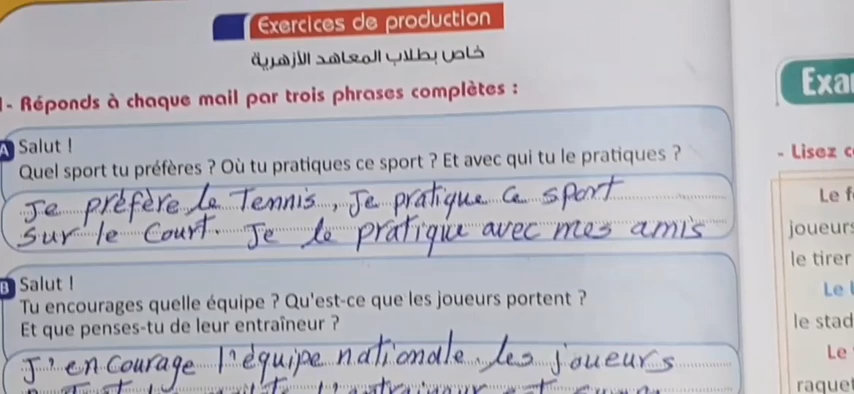 Exercices de production
خاص بطلاب المعاهد الأزهرية
1- Réponds à chaque mail par trois phrases complètes :
A Salut !
Quel sport tu préfères ? Où tu pratiques ce sport ? Et avec qui tu le pratiques ?
Je préfère le Tennis, Je pratique ce sport
sur le court. Je le pratique avec mes amis
B Salut !
Tu encourages quelle équipe ? Qu'est-ce que les joueurs portent ?
Et que penses-tu de leur entraîneur ?
J'encourage l'équipe nationale. les joueurs
Exa
- Lisez c
Le f
joueurs
le tirer
Le l
le stad
Le
raquet